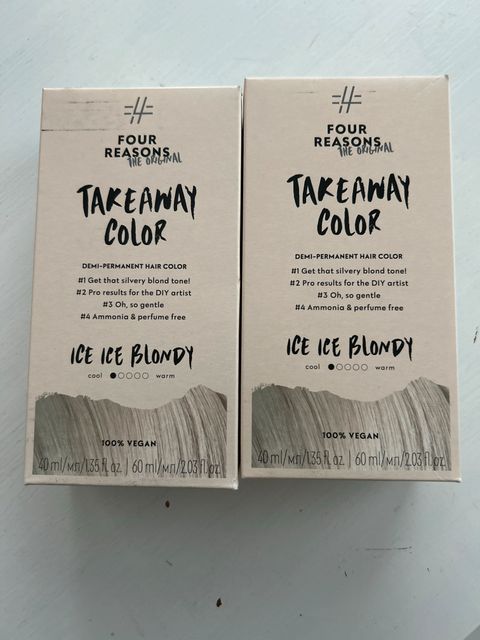 FOUR
REASONS
THE ORIGINAL
TAKEAWAY
COLOR
DEMI-PERMANENT HAIR COLOR
#1 Get that silvery blond tone!
#2 Pro results for the DIY artist
#3 Oh, so gentle
#4 Ammonia & perfume free
ICE ICE BLONDY
cool warm
100% VEGAN
40 ml/мл/1.35 fl. oz. | 60 ml/мл/2.03 fl. oz.
FOUR
REASONS
THE ORIGINAL
TAKEAWAY
COLOR
DEMI-PERMANENT HAIR COLOR
#1 Get that silvery blond tone!
#2 Pro results for the DIY artist
#3 Oh, so gentle
#4 Ammonia & perfume free
ICE ICE BLONDY
cool warm
100% VEGAN
40 ml/мл/1.35 fl. oz. | 60 ml/мл/2.03 fl. oz.